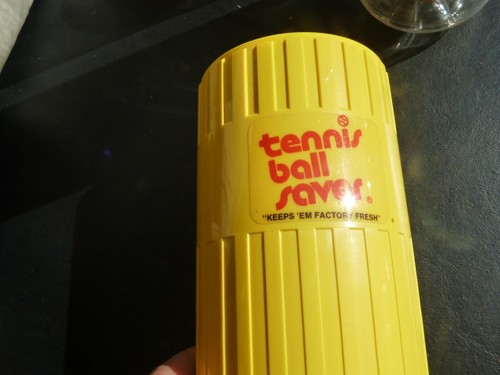 tennis
ball
saver.
"KEEPS 'EM FACTORY FRESH"